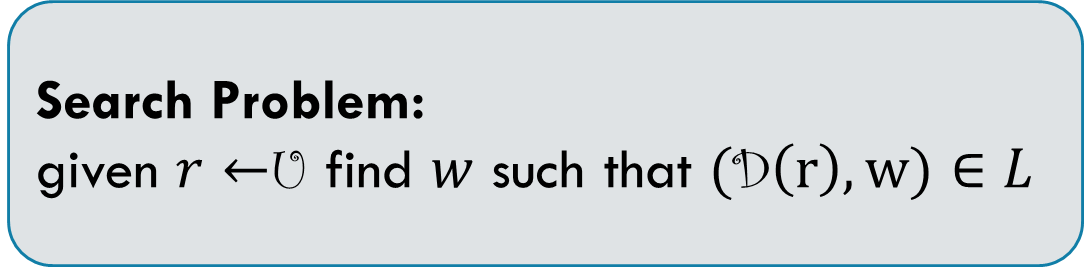 Search Problem:
given 𝑟 ←𝒰 find 𝑤 such that (𝒟(r), w) ∈ 𝐿